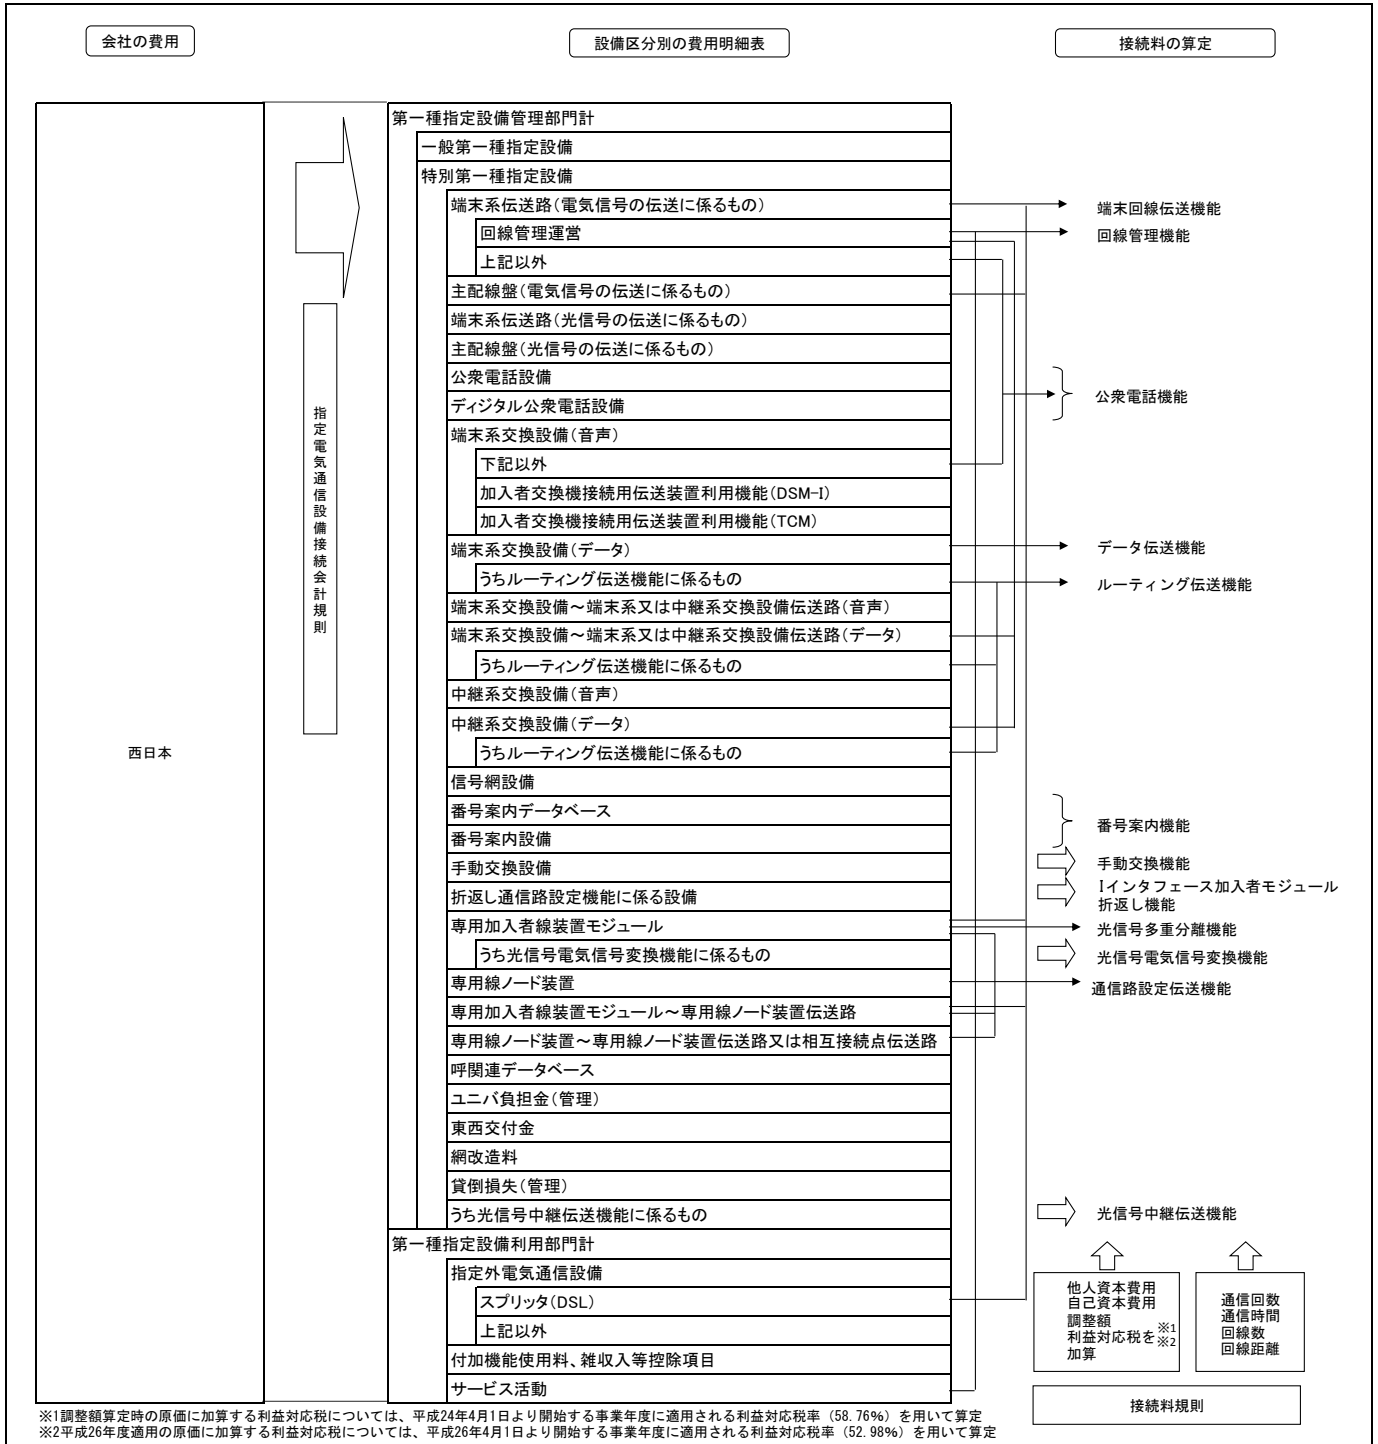 会社の費用
設備区分別の費用明細表
接続料の算定
西日本
指定電気通信設備接続会計規則
第一種指定設備管理部門計
一般第一種指定設備
特別第一種指定設備
端末系伝送路(電気信号の伝送に係るもの)
回線管理運営
上記以外
主配線盤(電気信号の伝送に係るもの)
端末系伝送路(光信号の伝送に係るもの)
主配線盤(光信号の伝送に係るもの)
公衆電話設備
ディジタル公衆電話設備
端末系交換設備(音声)
下記以外
加入者交換機接続用伝送装置利用機能(DSM-I)
加入者交換機接続用伝送装置利用機能(TCM)
端末系交換設備(データ)
うちルーティング伝送機能に係るもの
端末系交換設備～端末系又は中継系交換設備伝送路(音声)
端末系交換設備～端末系又は中継系交換設備伝送路(データ)
うちルーティング伝送機能に係るもの
中継系交換設備(音声)
中継系交換設備(データ)
うちルーティング伝送機能に係るもの
信号網設備
番号案内データベース
番号案内設備
手動交換設備
折返し通信路設定機能に係る設備
専用加入者線装置モジュール
うち光信号電気信号変換機能に係るもの
専用線ノード装置
専用加入者線装置モジュール～専用線ノード装置伝送路
専用線ノード装置～専用線ノード装置伝送路又は相互接続点伝送路
呼関連データベース
ユニバ負担金(管理)
東西交付金
網改造料
貸倒損失(管理)
うち光信号中継伝送機能に係るもの
第一種指定設備利用部門計
指定外電気通信設備
スプリッタ(DSL)
上記以外
付加機能使用料、雑収入等控除項目
サービス活動
端末回線伝送機能
回線管理機能
公衆電話機能
データ伝送機能
ルーティング伝送機能
番号案内機能
手動交換機能
Iインタフェース加入者モジュール
折返し機能
光信号多重分離機能
光信号電気信号変換機能
通信路設定伝送機能
光信号中継伝送機能
他人資本費用
自己資本費用
調整額 ※1
利益対応税を ※2
加算
通信回数
通信時間
回線数
回線距離
接続料規則
※1調整額算定時の原価に加算する利益対応税については、平成24年4月1日より開始する事業年度に適用される利益対応税率(58.76%)を用いて算定
※2平成26年度適用の原価に加算する利益対応税については、平成26年4月1日より開始する事業年度に適用される利益対応税率(52.98%)を用いて算定